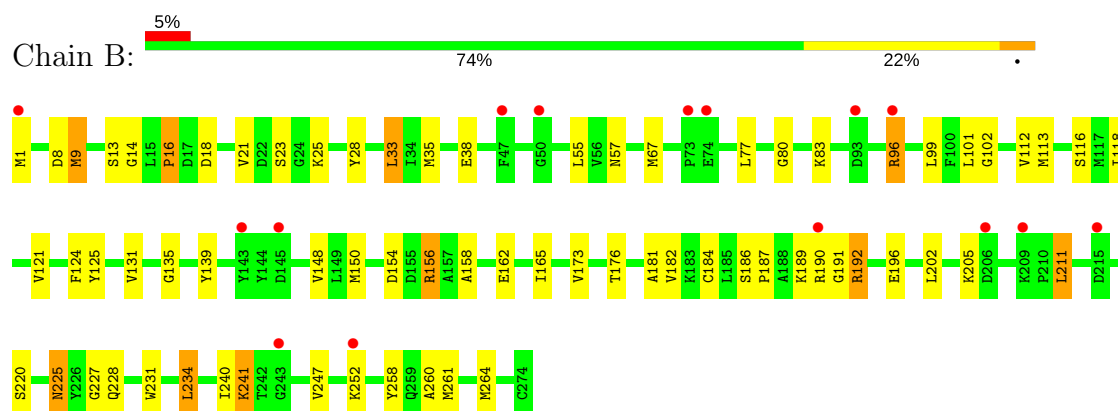 5%
Chain B:
74% 22% •
M1 D8 M9 S13 G14 L15 P16 D17 D18 V21 D22 S23 G24 K25 Y28 L33 I34 M35 E38 F47 G50 L55 V56 N57 M67 P73 E74 L77 G80 K83 D93 R96 L99 F100 L101 G102 V112 M113 S116 M117
V121 F124 Y125 V131 G135 Y139 Y143 Y144 D145 V148 L149 M150 D154 D155 R156 A157 A158 E162 I165 V173 T176 A181 V182 K183 C184 L185 S186 P187 A188 K189 R190 G191 R192 E196 L202 K205 D206 K209 P210 L211 D215
S220 N225 Y226 G227 Q228 W231 L234 I240 K241 T242 G243 V247 K252 Y258 Q259 A260 M261 M264 C274